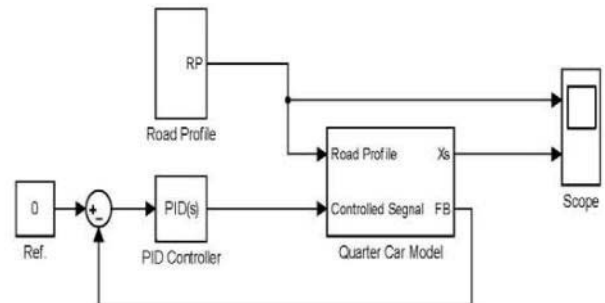 RP
Road Profile
Road Profile Xs
Controlled Segnal FB
Quarter Car Model
Scope
0
Ref.
+
-
PID(s)
PID Controller